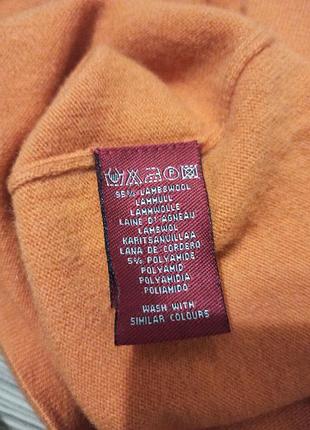 95% LAMBSWOOL
LAMMULL
LAMMWOLLE
LAINE D'AGNEAU
LAMSWOL
KARITSANVILLAA
LANA DE CORDERO
5% POLYAMIDE
POLYAMID
POLYAMIDIA
POLIAMIDO
WASH WITH
SIMILAR COLOURS